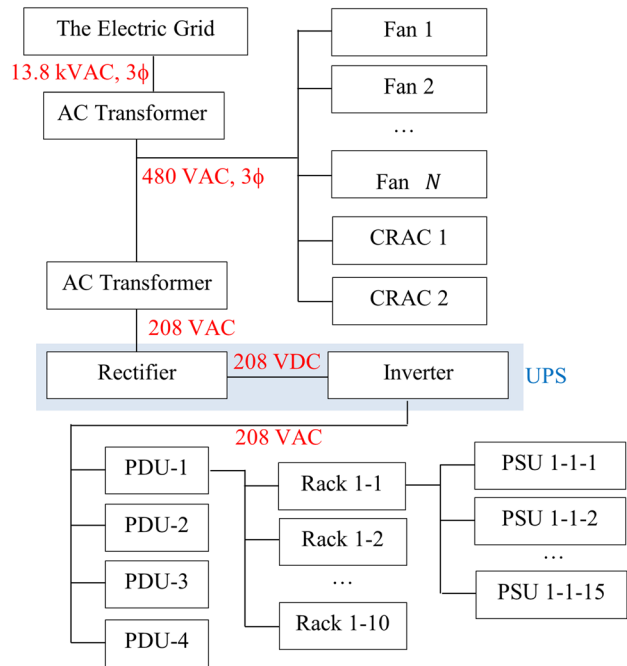 The Electric Grid
13.8 kVAC, 3ϕ
AC Transformer
480 VAC, 3ϕ
Fan 1
Fan 2
…
Fan N
CRAC 1
CRAC 2
AC Transformer
208 VAC
Rectifier
208 VDC
Inverter
UPS
208 VAC
PDU-1
PDU-2
PDU-3
PDU-4
Rack 1-1
Rack 1-2
…
Rack 1-10
PSU 1-1-1
PSU 1-1-2
…
PSU 1-1-15